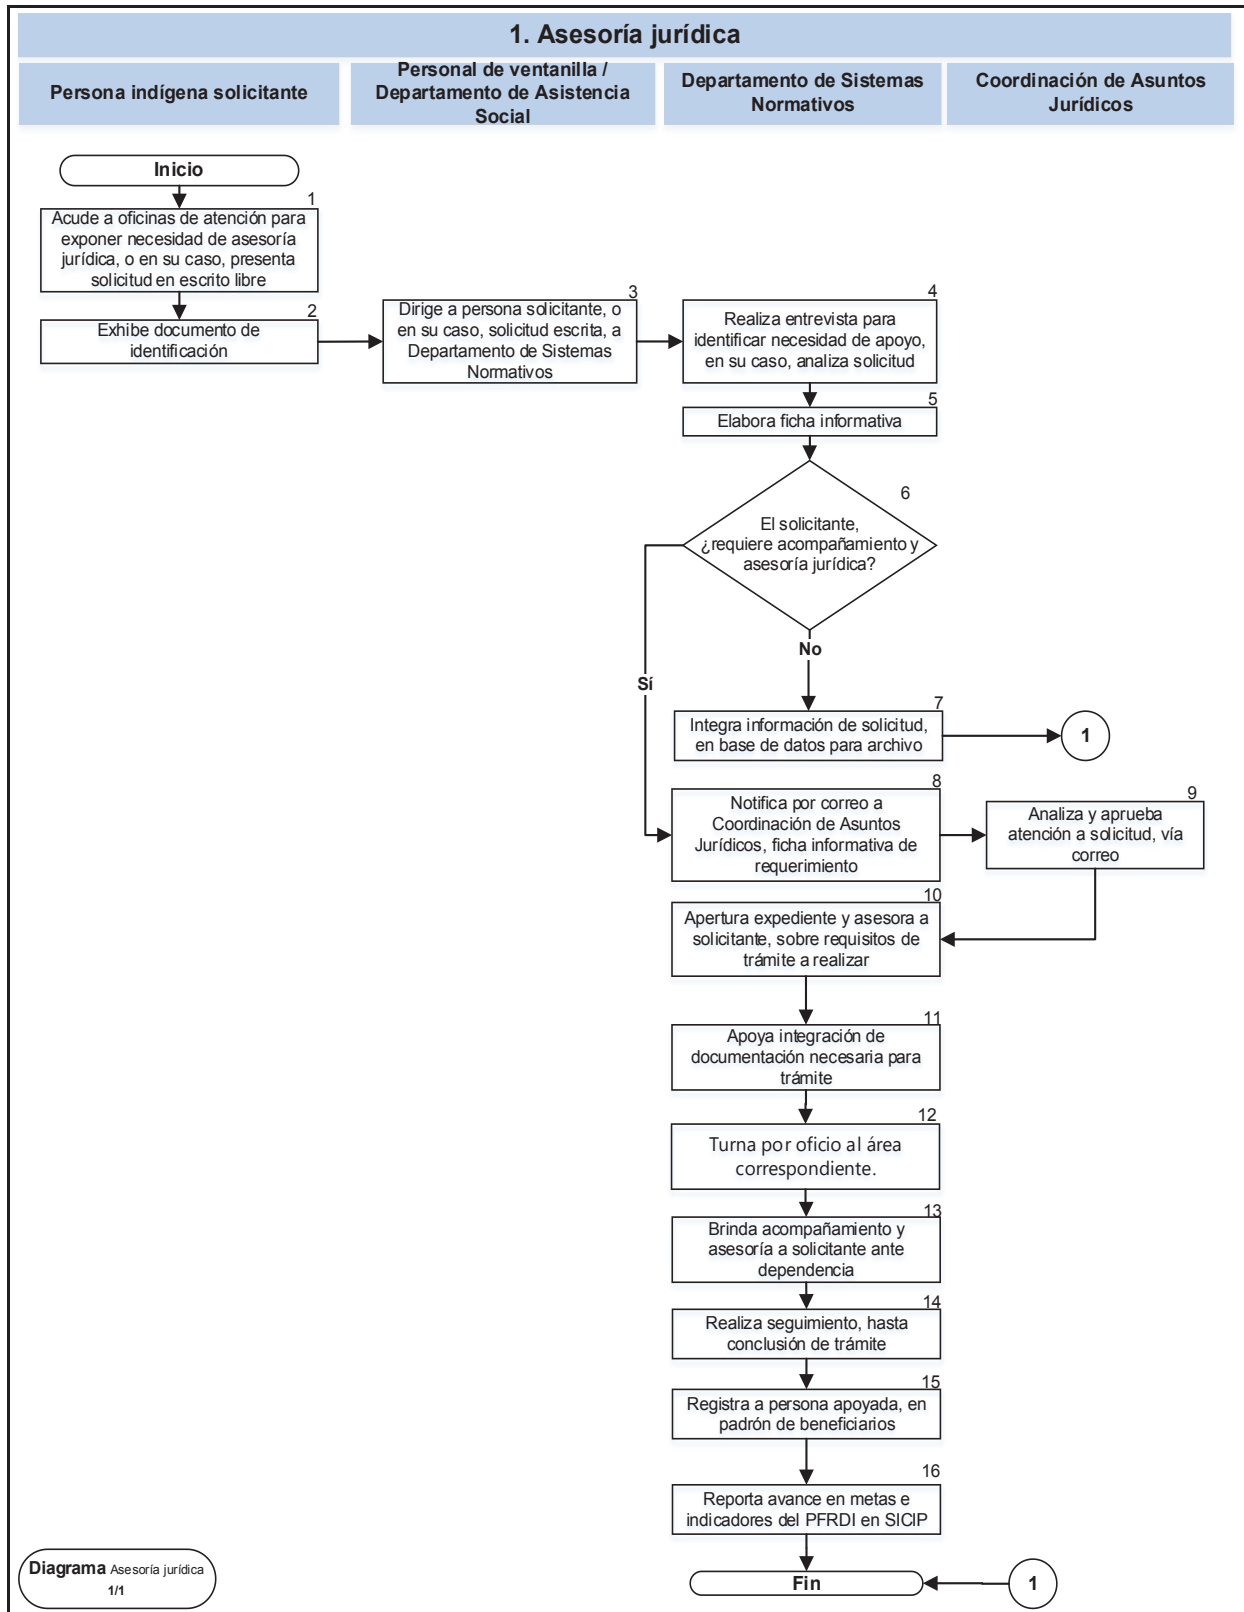 1. Asesoría jurídica
Persona indígena solicitante
Personal de ventanilla /
Departamento de Asistencia
Social
Departamento de Sistemas
Normativos
Coordinación de Asuntos
Jurídicos
Inicio
1
Acude a oficinas de atención para
exponer necesidad de asesoría
jurídica, o en su caso, presenta
solicitud en escrito libre
2
Exhibe documento de
identificación
3
Dirige a persona solicitante, o
en su caso, solicitud escrita, a
Departamento de Sistemas
Normativos
4
Realiza entrevista para
identificar necesidad de apoyo,
en su caso, analiza solicitud
5
Elabora ficha informativa
6
El solicitante,
¿requiere acompañamiento y
asesoría jurídica?
No
Sí
7
Integra información de solicitud,
en base de datos para archivo
1
8
Notifica por correo a
Coordinación de Asuntos
Jurídicos, ficha informativa de
requerimiento
9
Analiza y aprueba
atención a solicitud, vía
correo
10
Apertura expediente y asesora a
solicitante, sobre requisitos de
trámite a realizar
11
Apoya integración de
documentación necesaria para
trámite
12
Turna por oficio al área
correspondiente.
13
Brinda acompañamiento y
asesoría a solicitante ante
dependencia
14
Realiza seguimiento, hasta
conclusión de trámite
15
Registra a persona apoyada, en
padrón de beneficiarios
16
Reporta avance en metas e
indicadores del PFRDI en SICIP
Fin
1
Diagrama Asesoría jurídica
1/1